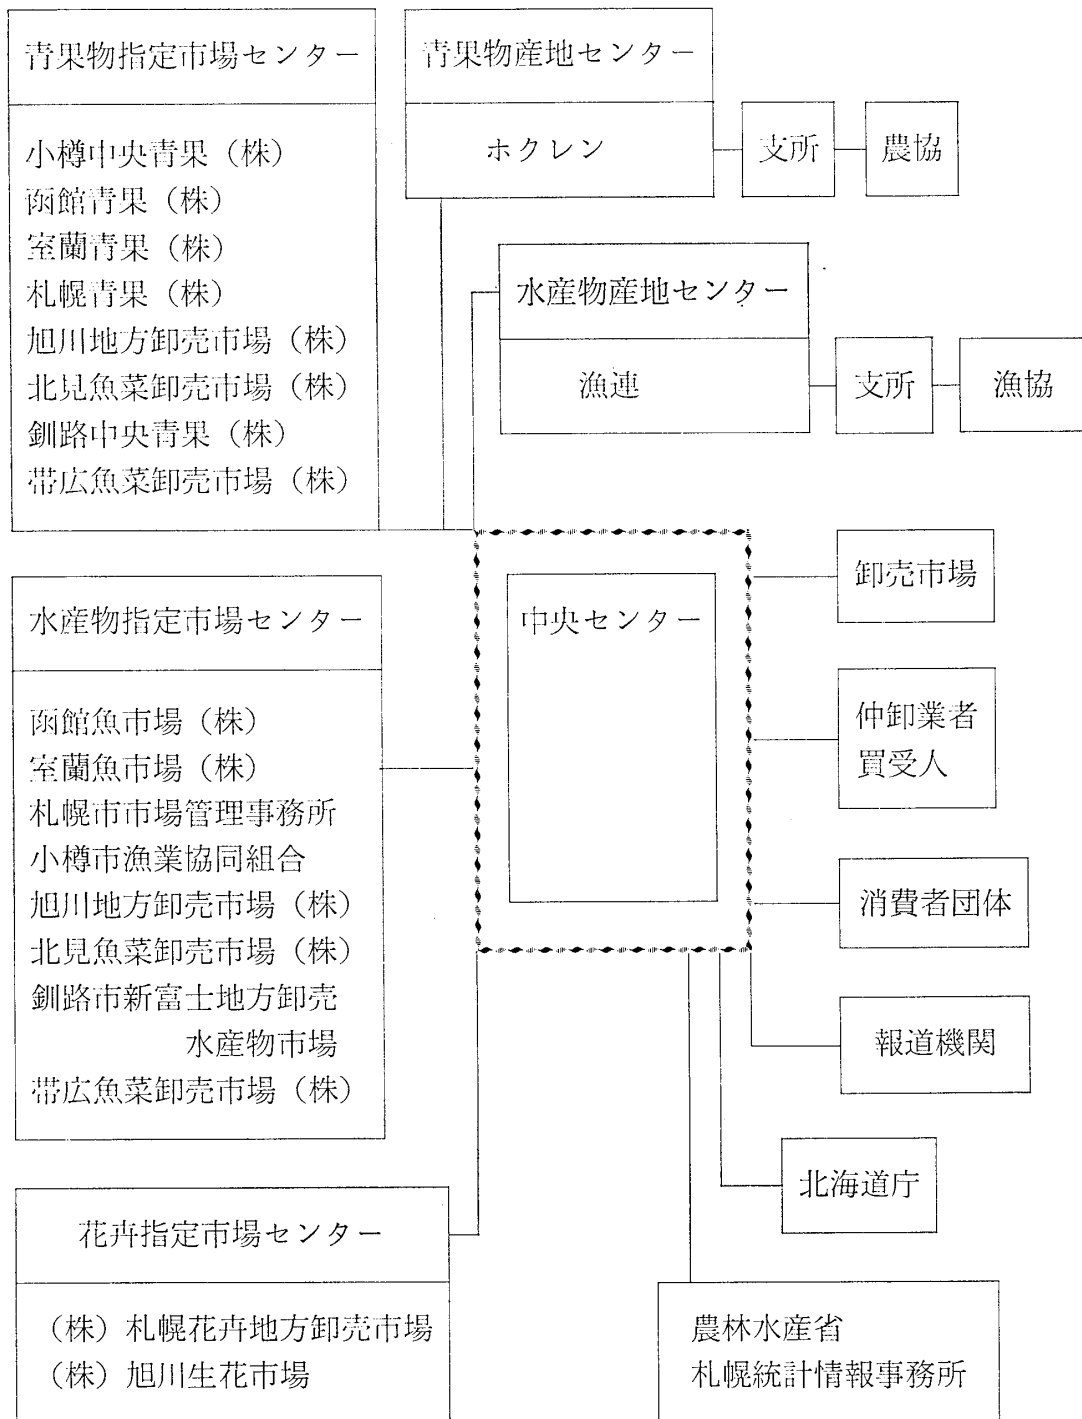 青果物指定市場センター
小樽中央青果（株）
函館青果（株）
室蘭青果（株）
札幌青果（株）
旭川地方卸売市場（株）
北見魚菜卸売市場（株）
釧路中央青果（株）
帯広魚菜卸売市場（株）
青果物産地センター
ホクレン
支所
農協
水産物産地センター
漁連
支所
漁協
水産物指定市場センター
函館魚市場（株）
室蘭魚市場（株）
札幌市市場管理事務所
小樽市漁業協同組合
旭川地方卸売市場（株）
北見魚菜卸売市場（株）
釧路市新富士地方卸売
水産物市場
帯広魚菜卸売市場（株）
中央センター
卸売市場
仲卸業者
買受人
消費者団体
報道機関
北海道庁
花卉指定市場センター
（株）札幌花卉地方卸売市場
（株）旭川生花市場
農林水産省
札幌統計情報事務所